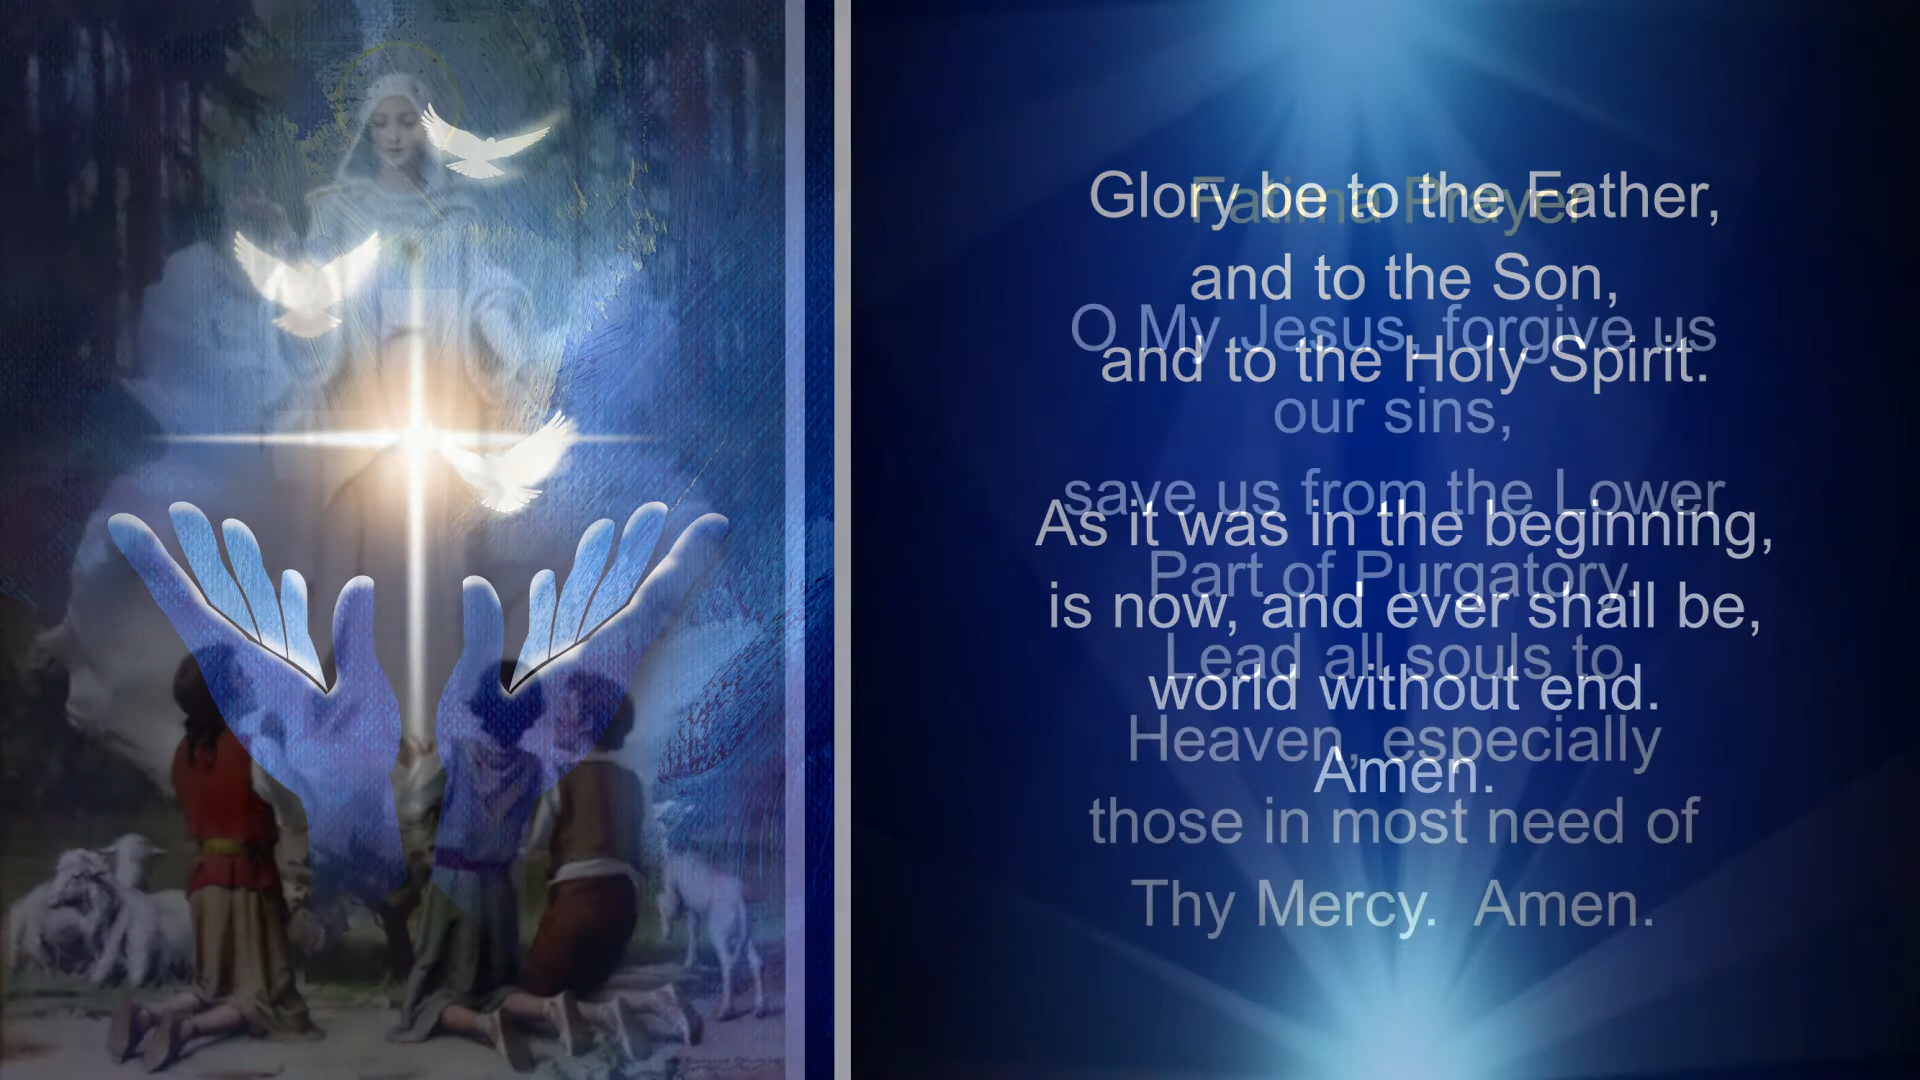 Glory be to the Father,
and to the Son,
and to the Holy Spirit.
As it was in the beginning,
is now, and ever shall be,
world without end.
Amen.
Fatima Prayer
O My Jesus, forgive us
our sins,
save us from the Lower
Part of Purgatory.
Lead all souls to
Heaven, especially
those in most need of
Thy Mercy. Amen.